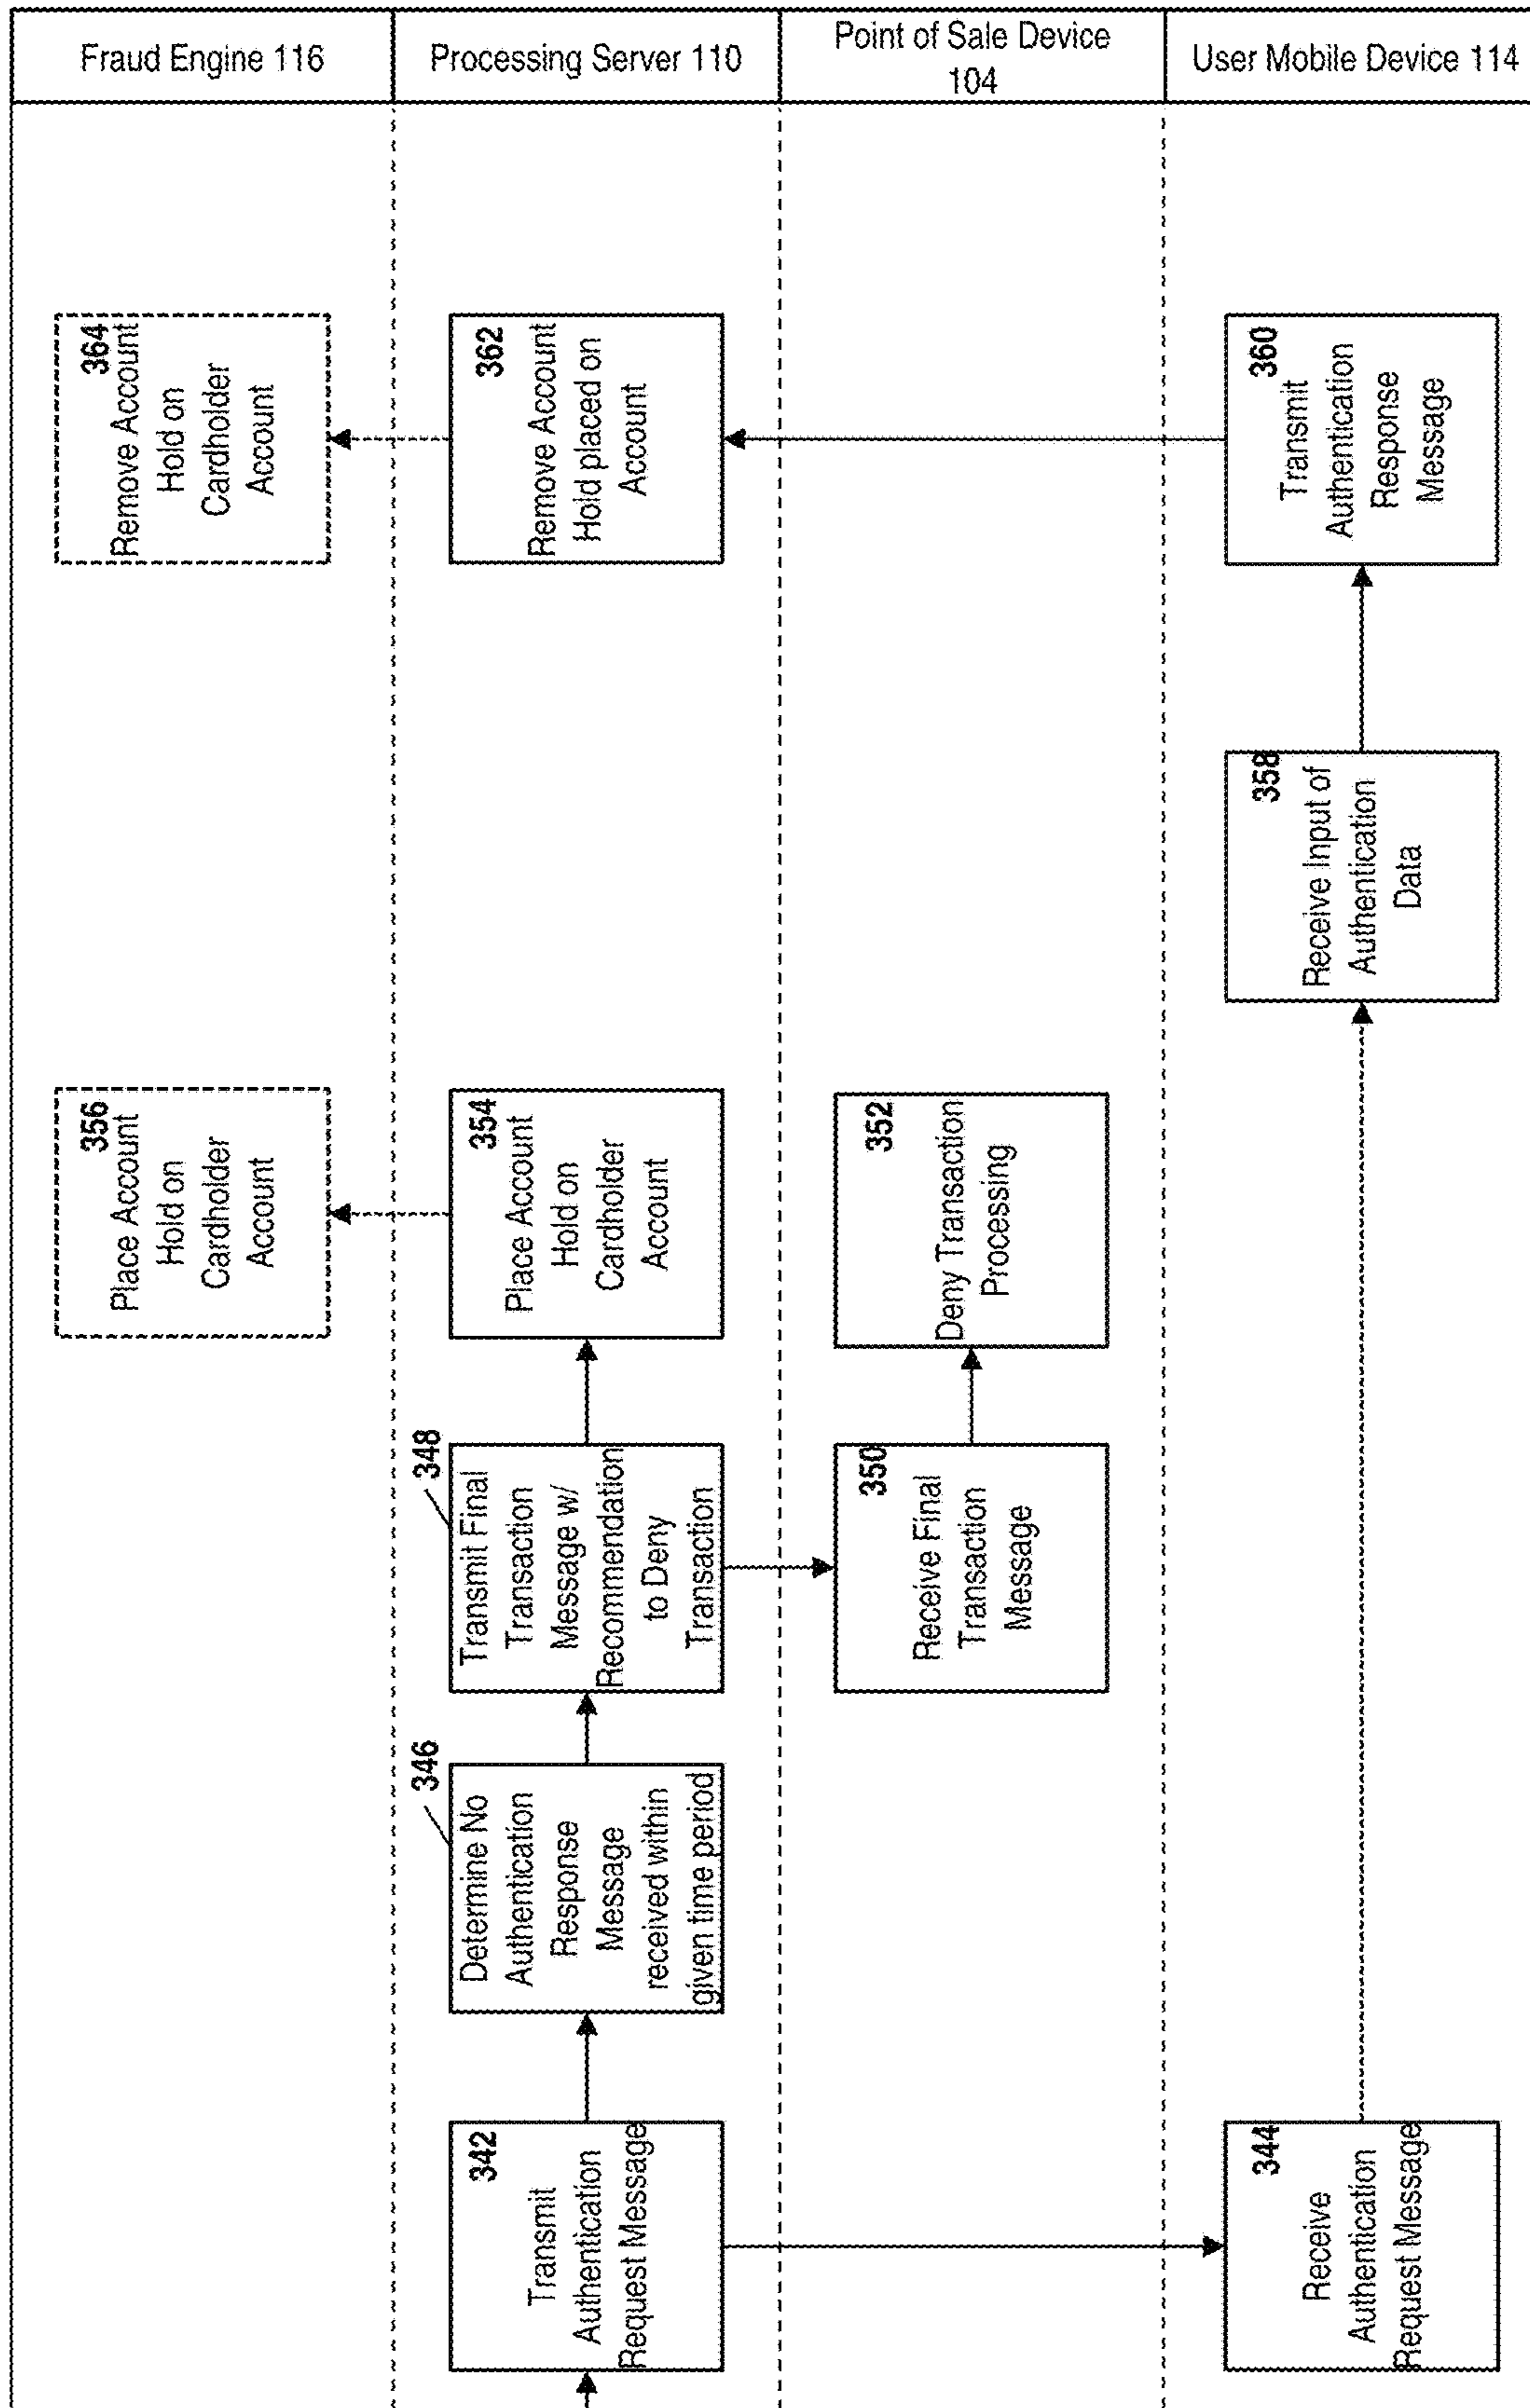 Fraud Engine 116
Processing Server 110
Point of Sale Device
104
User Mobile Device 114
342
Transmit
Authentication
Request Message
344
Receive
Authentication
Request Message
346
Determine No
Authentication
Response
Message
received within
given time period
348
Transmit Final
Transaction
Message w/
Recommendation
to Deny
Transaction
350
Receive Final
Transaction
Message
352
Deny Transaction
Processing
354
Place Account
Hold on
Cardholder
Account
356
Place Account
Hold on
Cardholder
Account
358
Receive Input of
Authentication
Data
360
Transmit
Authentication
Response
Message
362
Remove Account
Hold placed on
Account
364
Remove Account
Hold on
Cardholder
Account